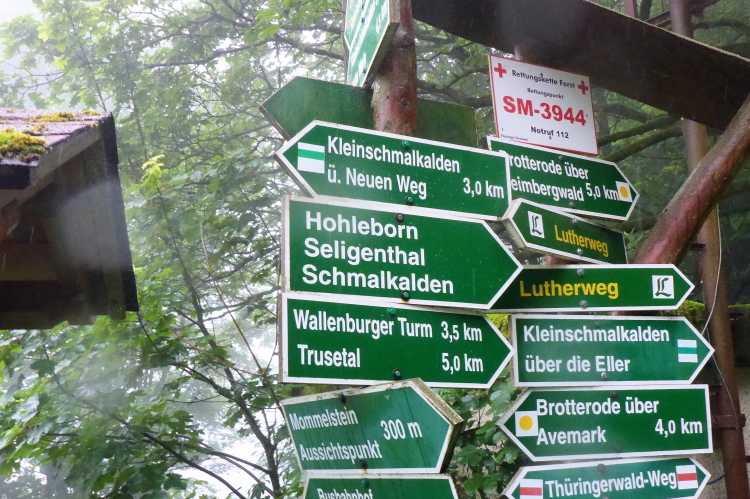 Rettungskette Forst
Rettungspunkt
SM-3944
Notruf 112
Kleinschmalkalden
ü. Neuen Weg 3,0 km
Brotterode über
eimbergwald 5,0 km
L Lutherweg
Hohleborn
Seligenthal
Schmalkalden
Lutherweg L
Wallenburger Turm 3,5 km
Trusetal 5,0 km
Kleinschmalkalden
über die Eller
Mommelstein
Aussichtspunkt 300 m
Brotterode über
Avemark 4,0 km
Thüringerwald-Weg
Busbahnhof